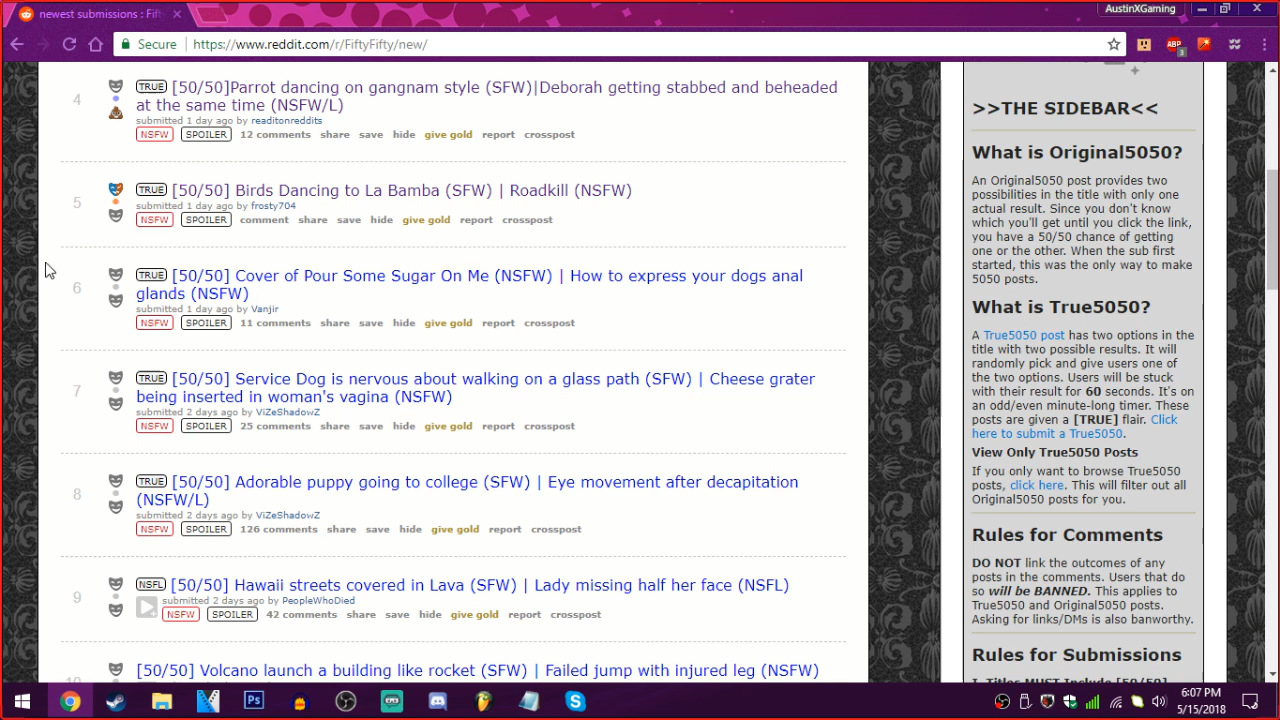 newest submissions : Fift
AustinXGaming
Secure
https://www.reddit.com/r/FiftyFifty/new/
ABP
3
4
TRUE [50/50]Parrot dancing on gangnam style (SFW)|Deborah getting stabbed and beheaded
at the same time (NSFW/L)
submitted 1 day ago by readitonreddits
NSFW SPOILER 12 comments share save hide give gold report crosspost
5
TRUE [50/50] Birds Dancing to La Bamba (SFW) | Roadkill (NSFW)
submitted 1 day ago by frosty704
NSFW SPOILER comment share save hide give gold report crosspost
6
TRUE [50/50] Cover of Pour Some Sugar On Me (NSFW) | How to express your dogs anal
glands (NSFW)
submitted 1 day ago by Vanjir
NSFW SPOILER 11 comments share save hide give gold report crosspost
7
TRUE [50/50] Service Dog is nervous about walking on a glass path (SFW) | Cheese grater
being inserted in woman's vagina (NSFW)
submitted 2 days ago by ViZeShadowZ
NSFW SPOILER 25 comments share save hide give gold report crosspost
8
TRUE [50/50] Adorable puppy going to college (SFW) | Eye movement after decapitation
(NSFW/L)
submitted 2 days ago by ViZeShadowZ
NSFW SPOILER 126 comments share save hide give gold report crosspost
9
NSFL [50/50] Hawaii streets covered in Lava (SFW) | Lady missing half her face (NSFL)
submitted 2 days ago by PeopleWhoDied
NSFW SPOILER 42 comments share save hide give gold report crosspost
10
[50/50] Volcano launch a building like rocket (SFW) | Failed jump with injured leg (NSFW)
>>THE SIDEBAR<<
What is Original5050?
An Original5050 post provides two
possibilities in the title with only one
actual result. Since you don't know
which you'll get until you click the link,
you have a 50/50 chance of getting
one or the other. When the sub first
started, this was the only way to make
5050 posts.
What is True5050?
A True5050 post has two options in the
title with two possible results. It will
randomly pick and give users one of
the two options. Users will be stuck
with their result for 60 seconds. It's on
an odd/even minute-long timer. These
posts are given a [TRUE] flair. Click
here to submit a True5050.
View Only True5050 Posts
If you only want to browse True5050
posts, click here. This will filter out all
Original5050 posts for you.
Rules for Comments
DO NOT link the outcomes of any
posts in the comments. Users that do
so will be BANNED. This applies to
True5050 and Original5050 posts.
Asking for links/DMs is also banworthy.
Rules for Submissions
1. Titles MUST Include [50/50]
Ps
6:07 PM
5/15/2018